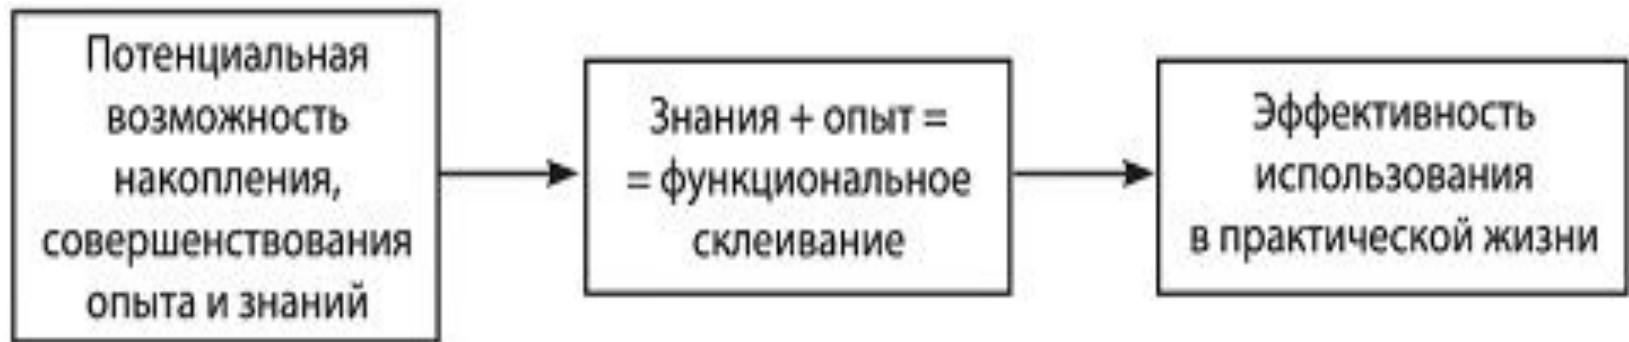 Потенциальная
возможность
накопления,
совершенствования
опыта и знаний
Знания + опыт =
= функциональное
склеивание
Эффективность
использования
в практической жизни